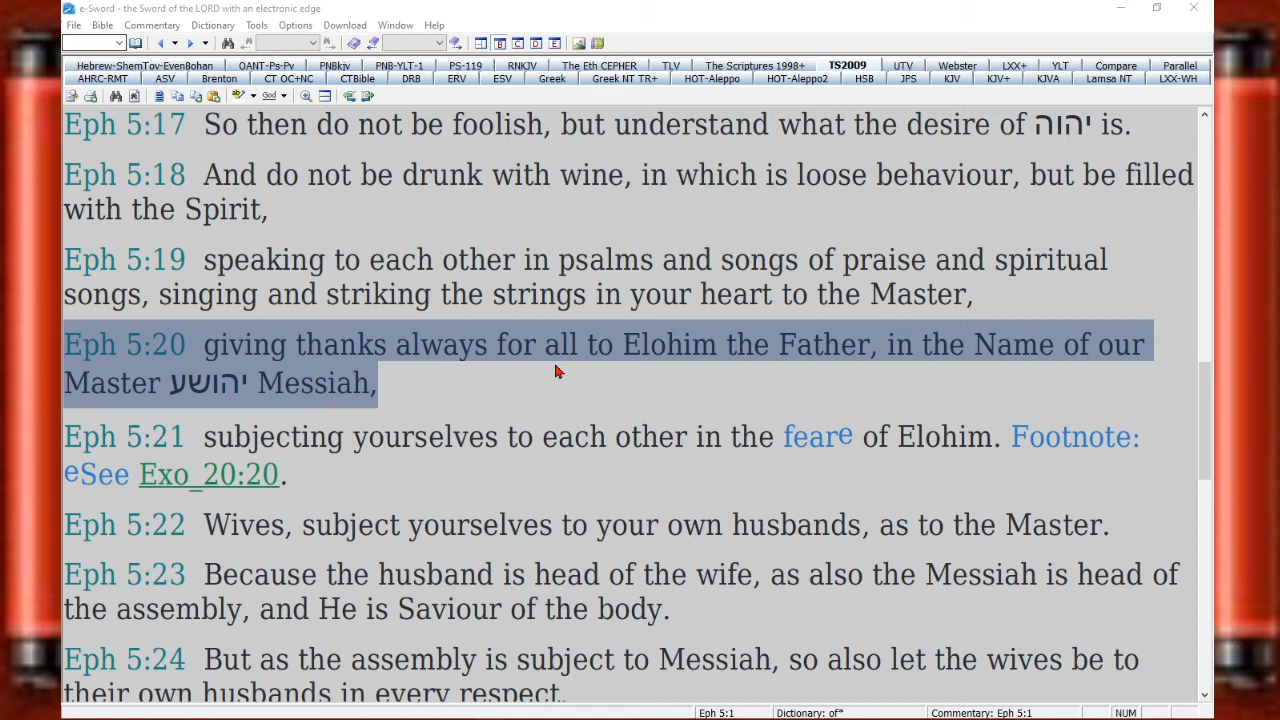 e-Sword - the Sword of the LORD with an electronic edge
File Bible Commentary Dictionary Tools Options Download Window Help
B C D E
Hebrew-ShemTov-EvenBohan OANT-Ps-Pv PNBkjv PNB-YLT-1 PS-119 RNKJV The Eth CEPHER TLV The Scriptures 1998+ TS2009 UTV Webster LXX+ YLT Compare Parallel
AHRC-RMT ASV Brenton CT OC+NC CTBible DRB ERV ESV Greek Greek NT TR+ HOT-Aleppo HOT-Aleppo2 HSB JPS KJV KJV+ KJVA Lamsa NT LXX-WH
God
Eph 5:17 So then do not be foolish, but understand what the desire of יהוה is.
Eph 5:18 And do not be drunk with wine, in which is loose behaviour, but be filled
with the Spirit,
Eph 5:19 speaking to each other in psalms and songs of praise and spiritual
songs, singing and striking the strings in your heart to the Master,
Eph 5:20 giving thanks always for all to Elohim the Father, in the Name of our
Master יהושע Messiah,
Eph 5:21 subjecting yourselves to each other in the feare of Elohim. Footnote:
eSee Exo_20:20.
Eph 5:22 Wives, subject yourselves to your own husbands, as to the Master.
Eph 5:23 Because the husband is head of the wife, as also the Messiah is head of
the assembly, and He is Saviour of the body.
Eph 5:24 But as the assembly is subject to Messiah, so also let the wives be to
their own husbands in every respect.
Eph 5:1 Dictionary: of* Commentary: Eph 5:1 NUM